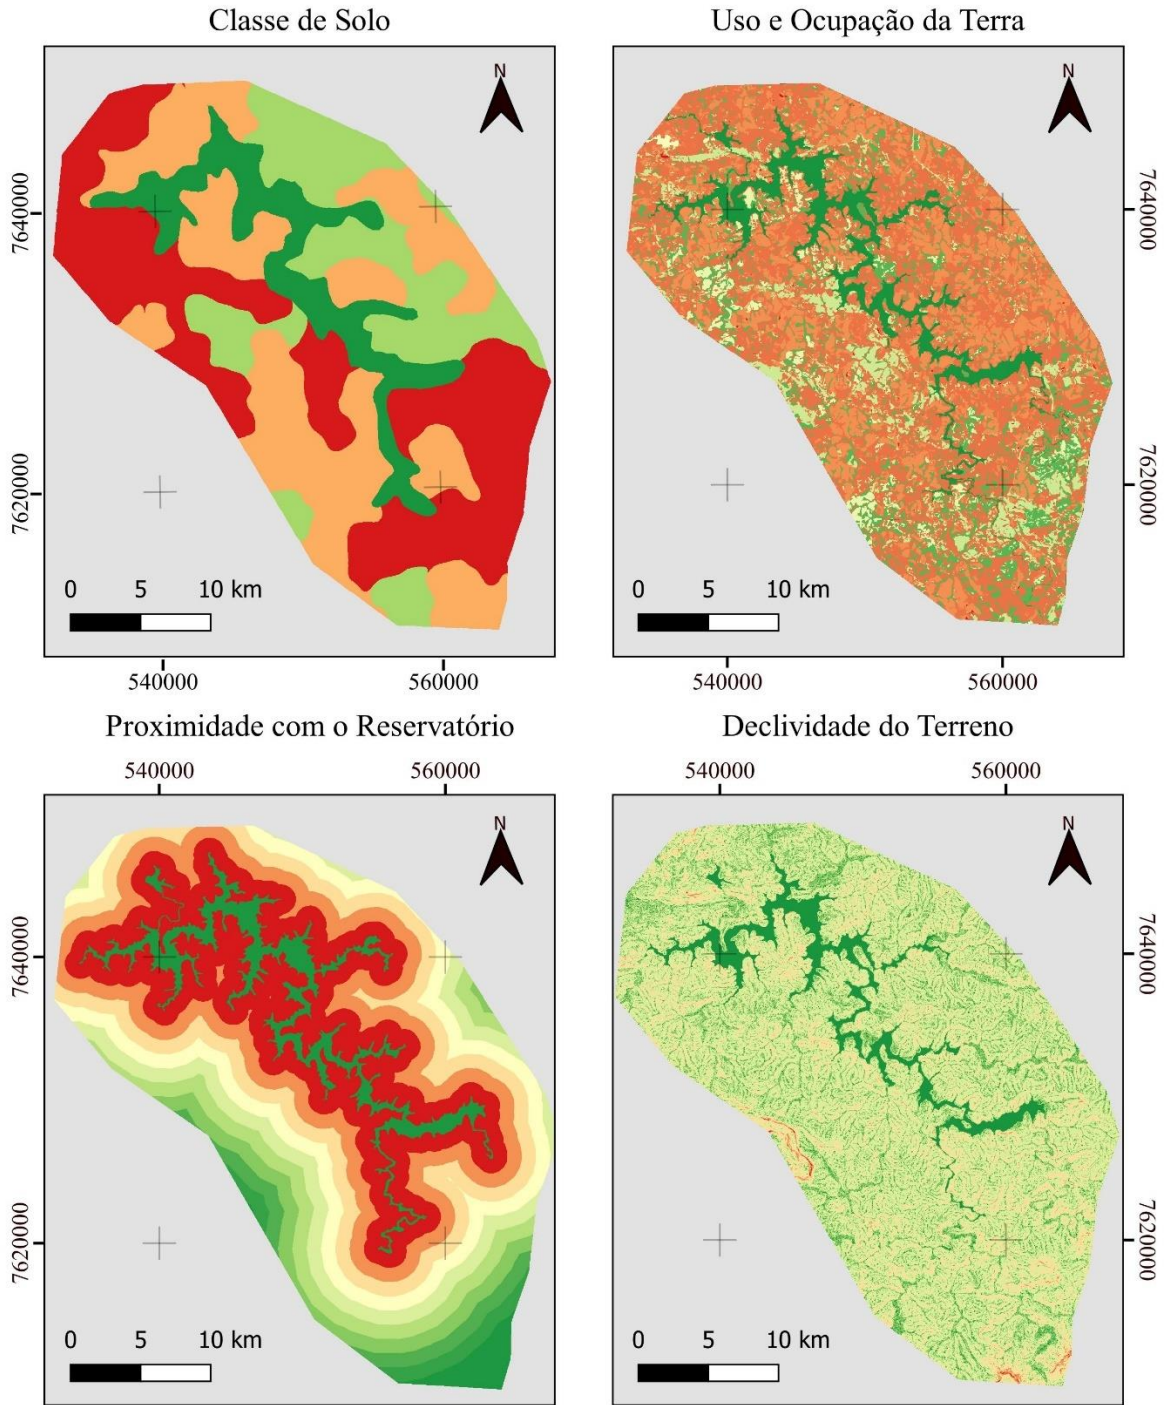 Classe de Solo
Uso e Ocupação da Terra
N
N
7640000
7640000
7620000
7620000
0 5 10 km
0 5 10 km
540000 560000
540000 560000
Proximidade com o Reservatório
Declividade do Terreno
540000 560000
540000 560000
N
N
7640000
7640000
7620000
7620000
0 5 10 km
0 5 10 km